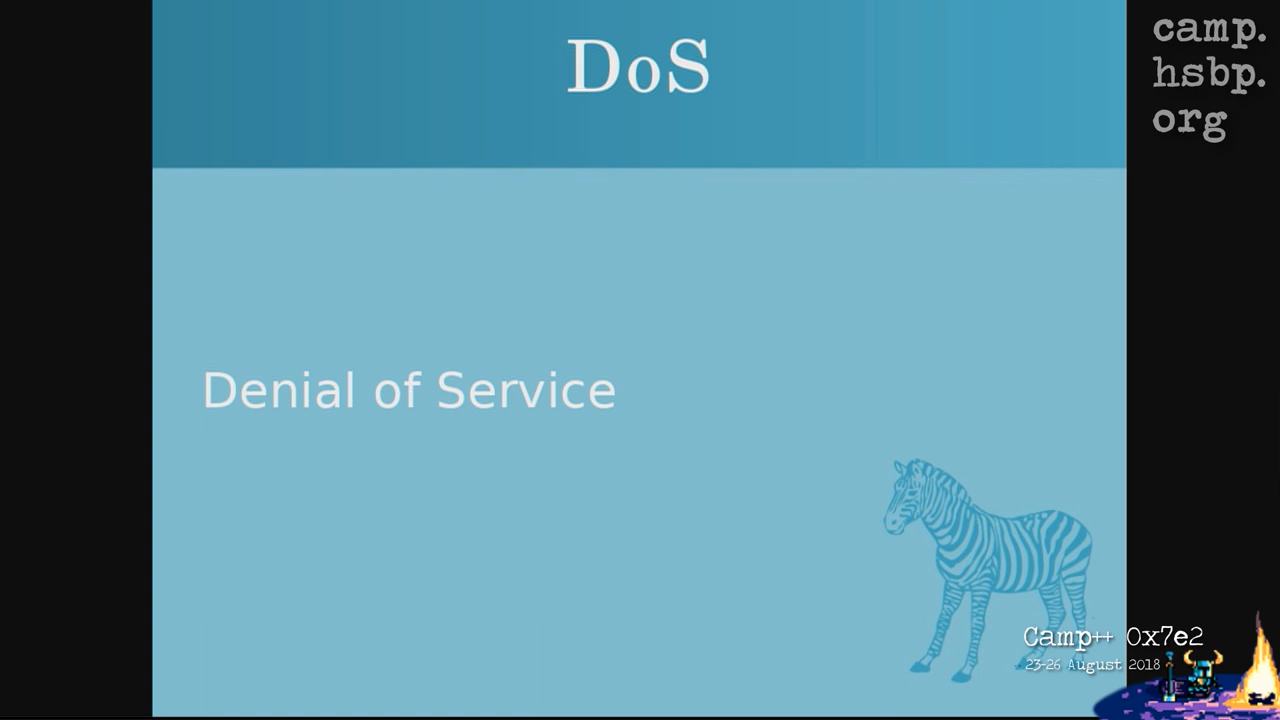 DoS
Denial of Service
camp.
hsbp.
org
Camp++ 0x7e2
23-26 August 2018